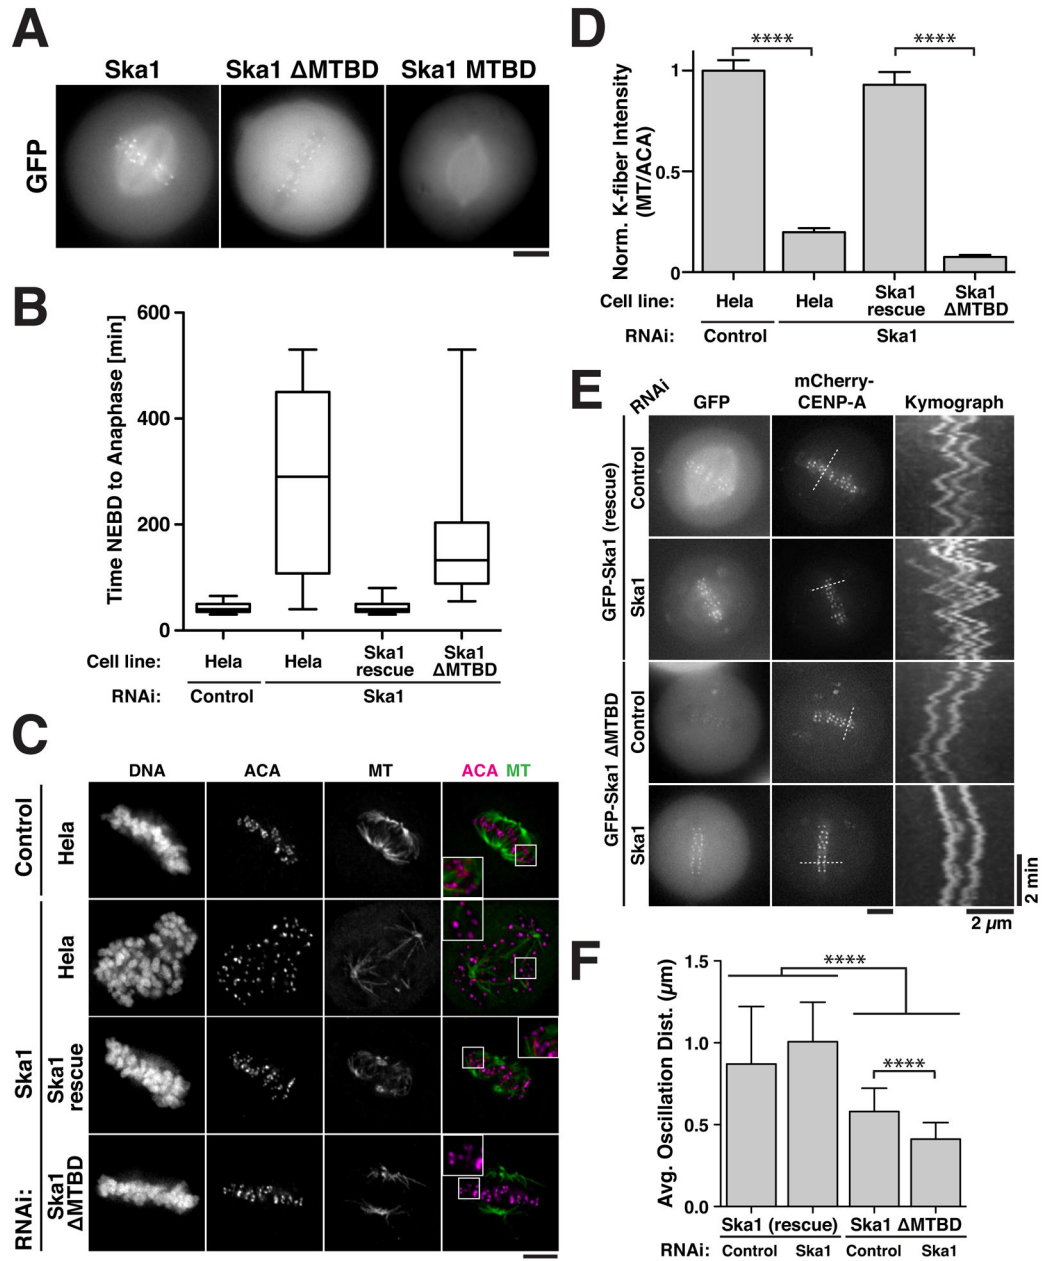 A
Ska1 Ska1 ΔMTBD Ska1 MTBD
GFP
B
Time NEBD to Anaphase [min]
600
400
200
0
Cell line: Hela Hela Ska1 rescue Ska1 ΔMTBD
RNAi: Control Ska1
C
DNA ACA MT ACA MT
Control Hela
Hela
Ska1 Ska1 rescue
RNAi: Ska1 ΔMTBD
D
Norm. K-fiber Intensity
(MT/ACA)
**** ****
1
0.5
0
Cell line: Hela Hela Ska1 rescue Ska1 ΔMTBD
RNAi: Control Ska1
E
RNAi GFP mCherry-CENP-A Kymograph
GFP-Ska1 (rescue)
Control
Ska1
GFP-Ska1 ΔMTBD
Control
Ska1
2 min
2 µm
F
Avg. Oscillation Dist. (µm)
1.5
1.0
0.5
0.0
****
****
Ska1 (rescue) Ska1 ΔMTBD
RNAi: Control Ska1 Control Ska1